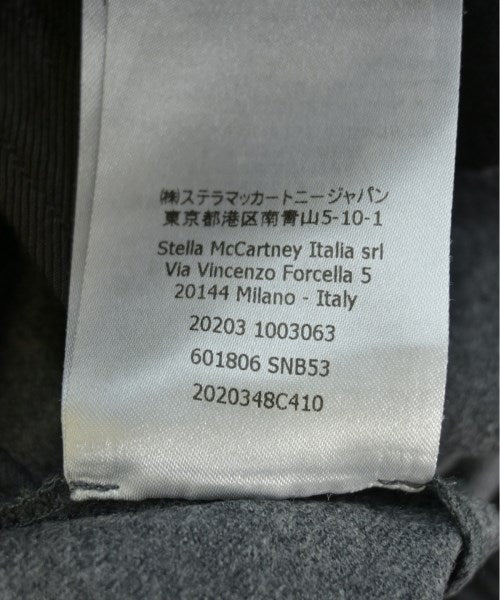 ㈱ステラマッカートニージャパン
東京都港区南青山5-10-1
Stella McCartney Italia srl
Via Vincenzo Forcella 5
20144 Milano - Italy
20203 1003063
601806 SNB53
2020348C410